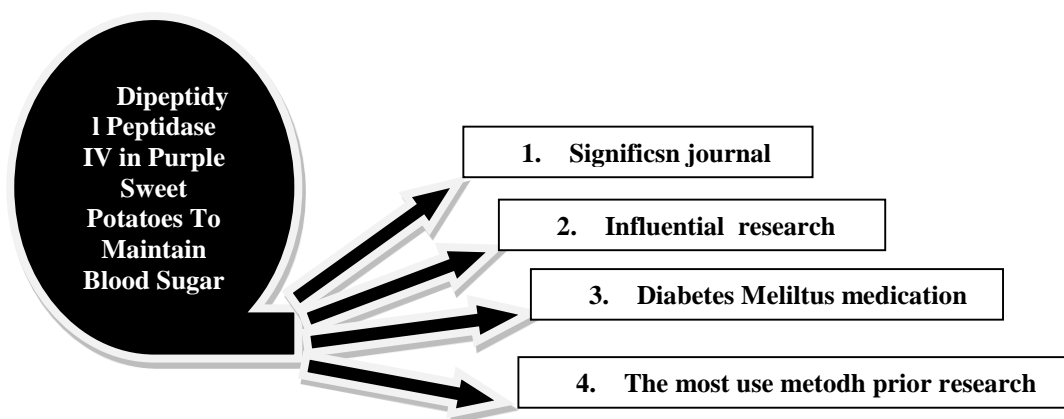 Dipeptidy
l Peptidase
IV in Purple
Sweet
Potatoes To
Maintain
Blood Sugar
1. Significsn journal
2. Influential research
3. Diabetes Meliltus medication
4. The most use metodh prior research